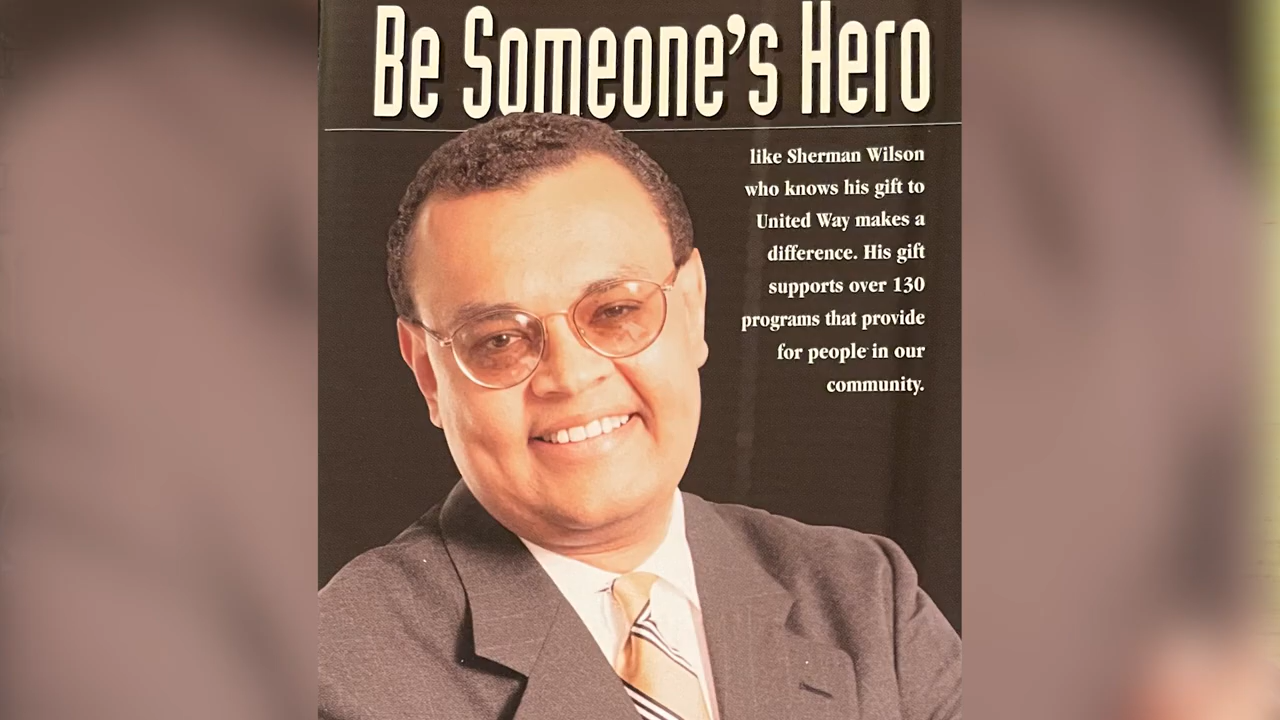 Be Someone's Hero
like Sherman Wilson
who knows his gift to
United Way makes a
difference. His gift
supports over 130
programs that provide
for people in our
community.